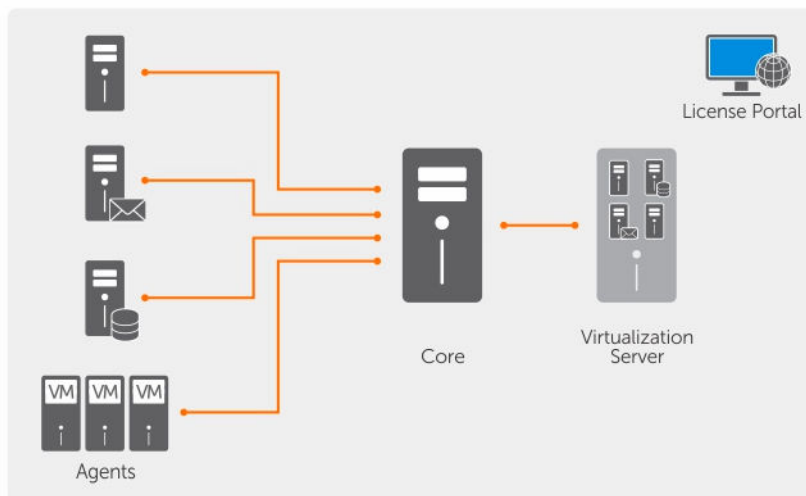 License Portal
Core
Virtualization
Server
VM VM VM
Agents